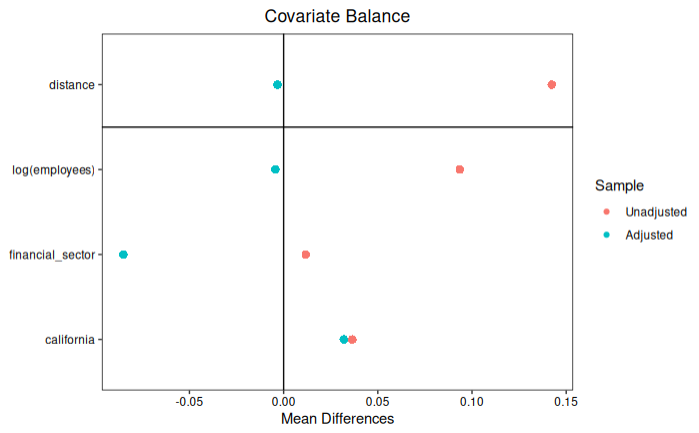 Covariate Balance
distance
log(employees)
financial_sector
california
-0.05 0.00 0.05 0.10 0.15
Mean Differences
Sample
Unadjusted
Adjusted